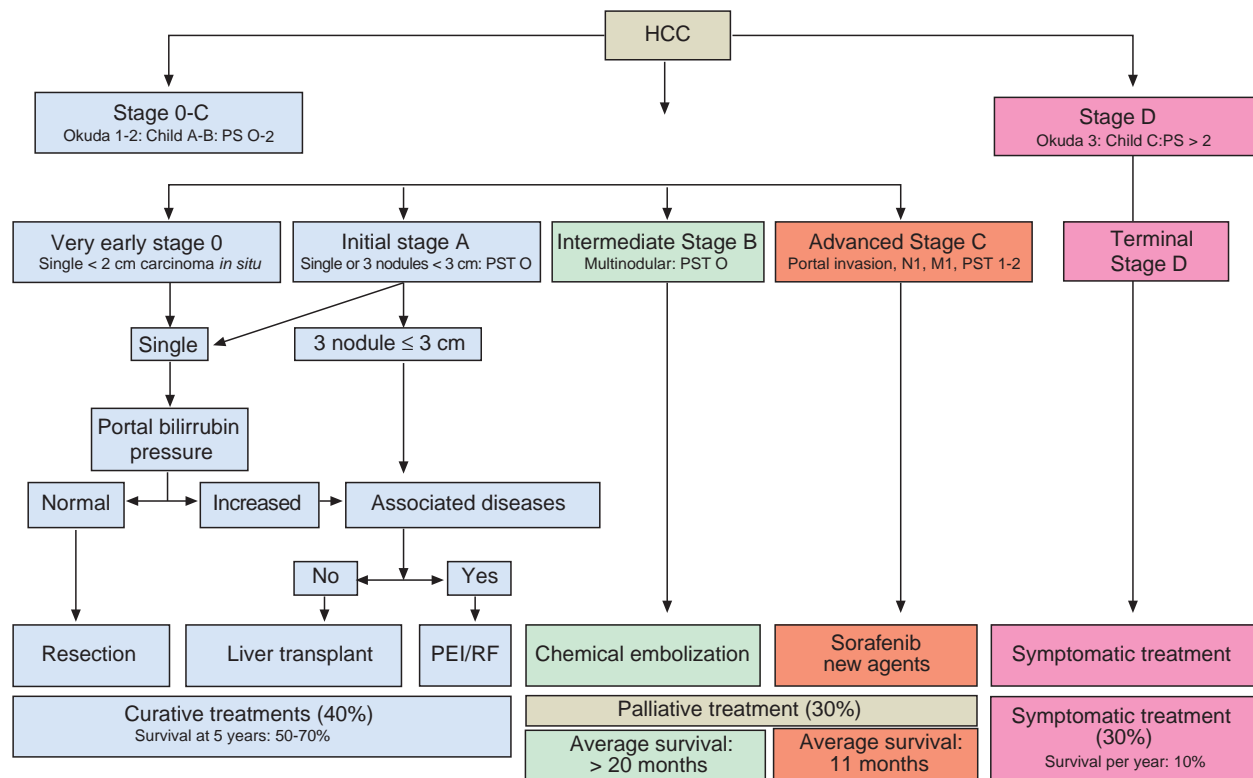 HCC
Stage 0-C
Okuda 1-2: Child A-B: PS O-2
Stage D
Okuda 3: Child C:PS > 2
Very early stage 0
Single < 2 cm carcinoma in situ
Initial stage A
Single or 3 nodules < 3 cm: PST O
Intermediate Stage B
Multinodular: PST O
Advanced Stage C
Portal invasion, N1, M1, PST 1-2
Terminal
Stage D
Single
3 nodule ≤ 3 cm
Portal bilirrubin
pressure
Normal
Increased
Associated diseases
No
Yes
Resection
Liver transplant
PEI/RF
Chemical embolization
Sorafenib
new agents
Symptomatic treatment
Curative treatments (40%)
Survival at 5 years: 50-70%
Palliative treatment (30%)
Average survival:
> 20 months
Average survival:
11 months
Symptomatic treatment
(30%)
Survival per year: 10%